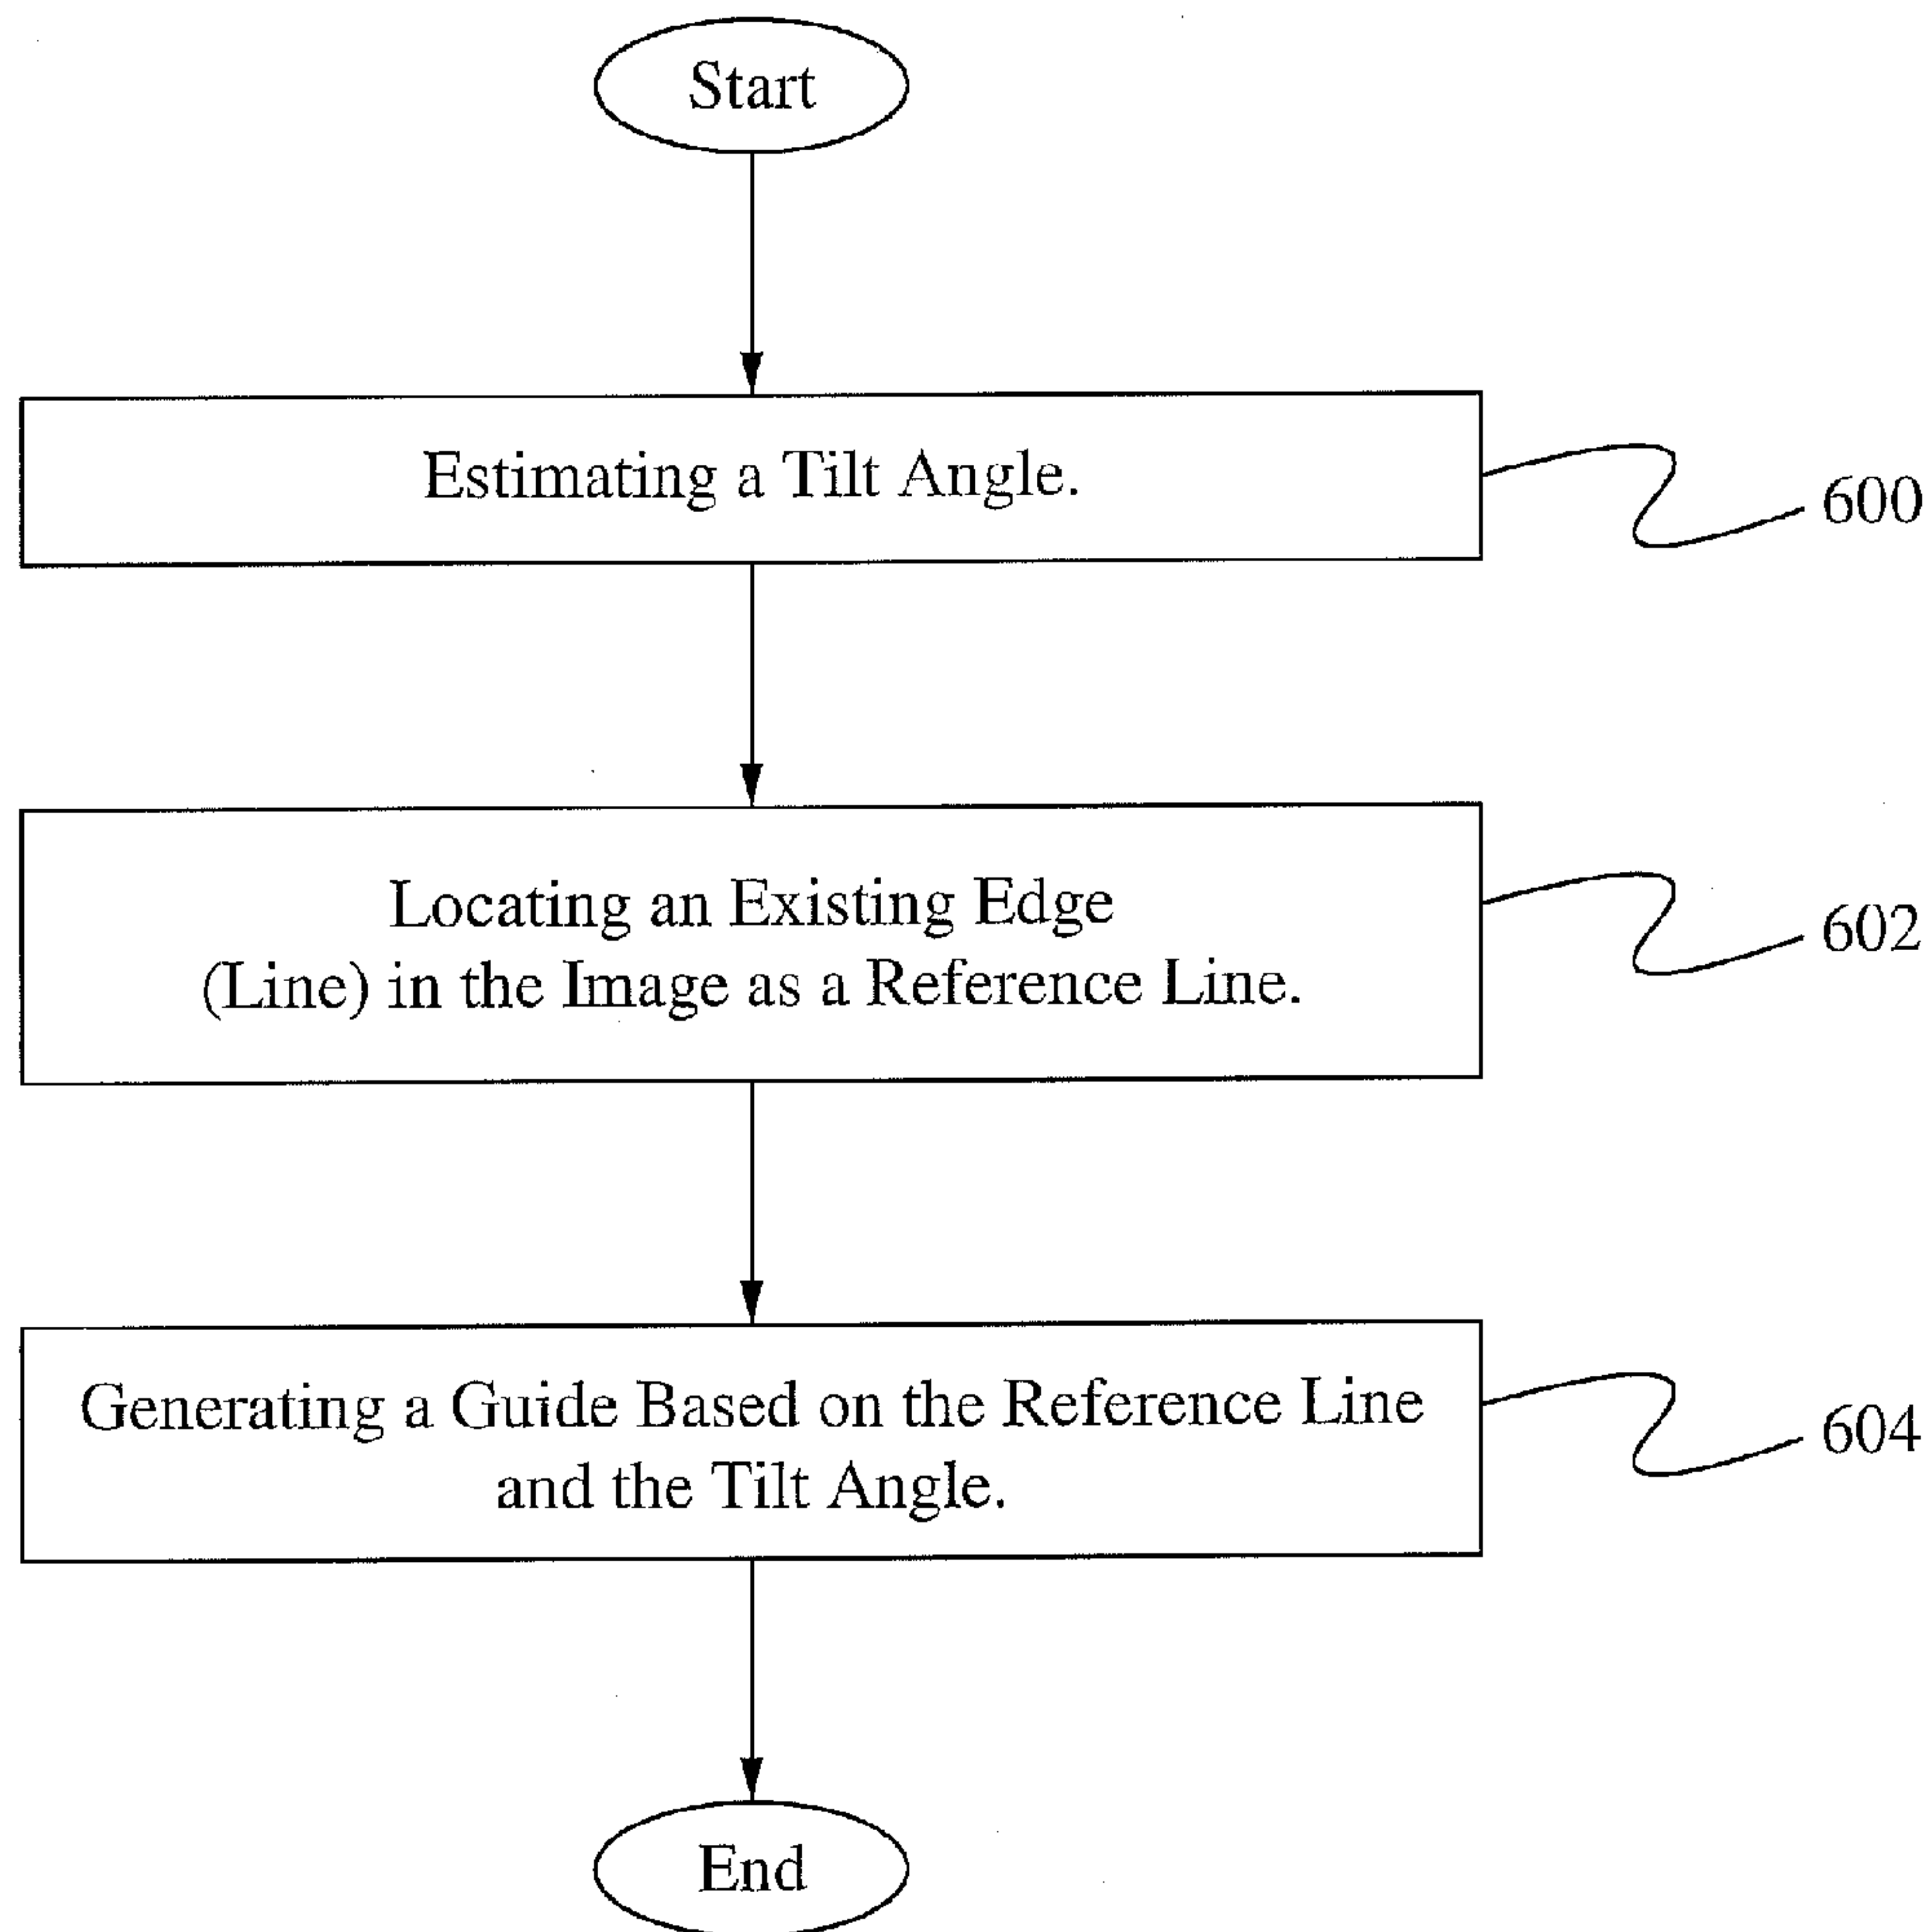 Start
Estimating a Tilt Angle.
600
Locating an Existing Edge
(Line) in the Image as a Reference Line.
602
Generating a Guide Based on the Reference Line
and the Tilt Angle.
604
End